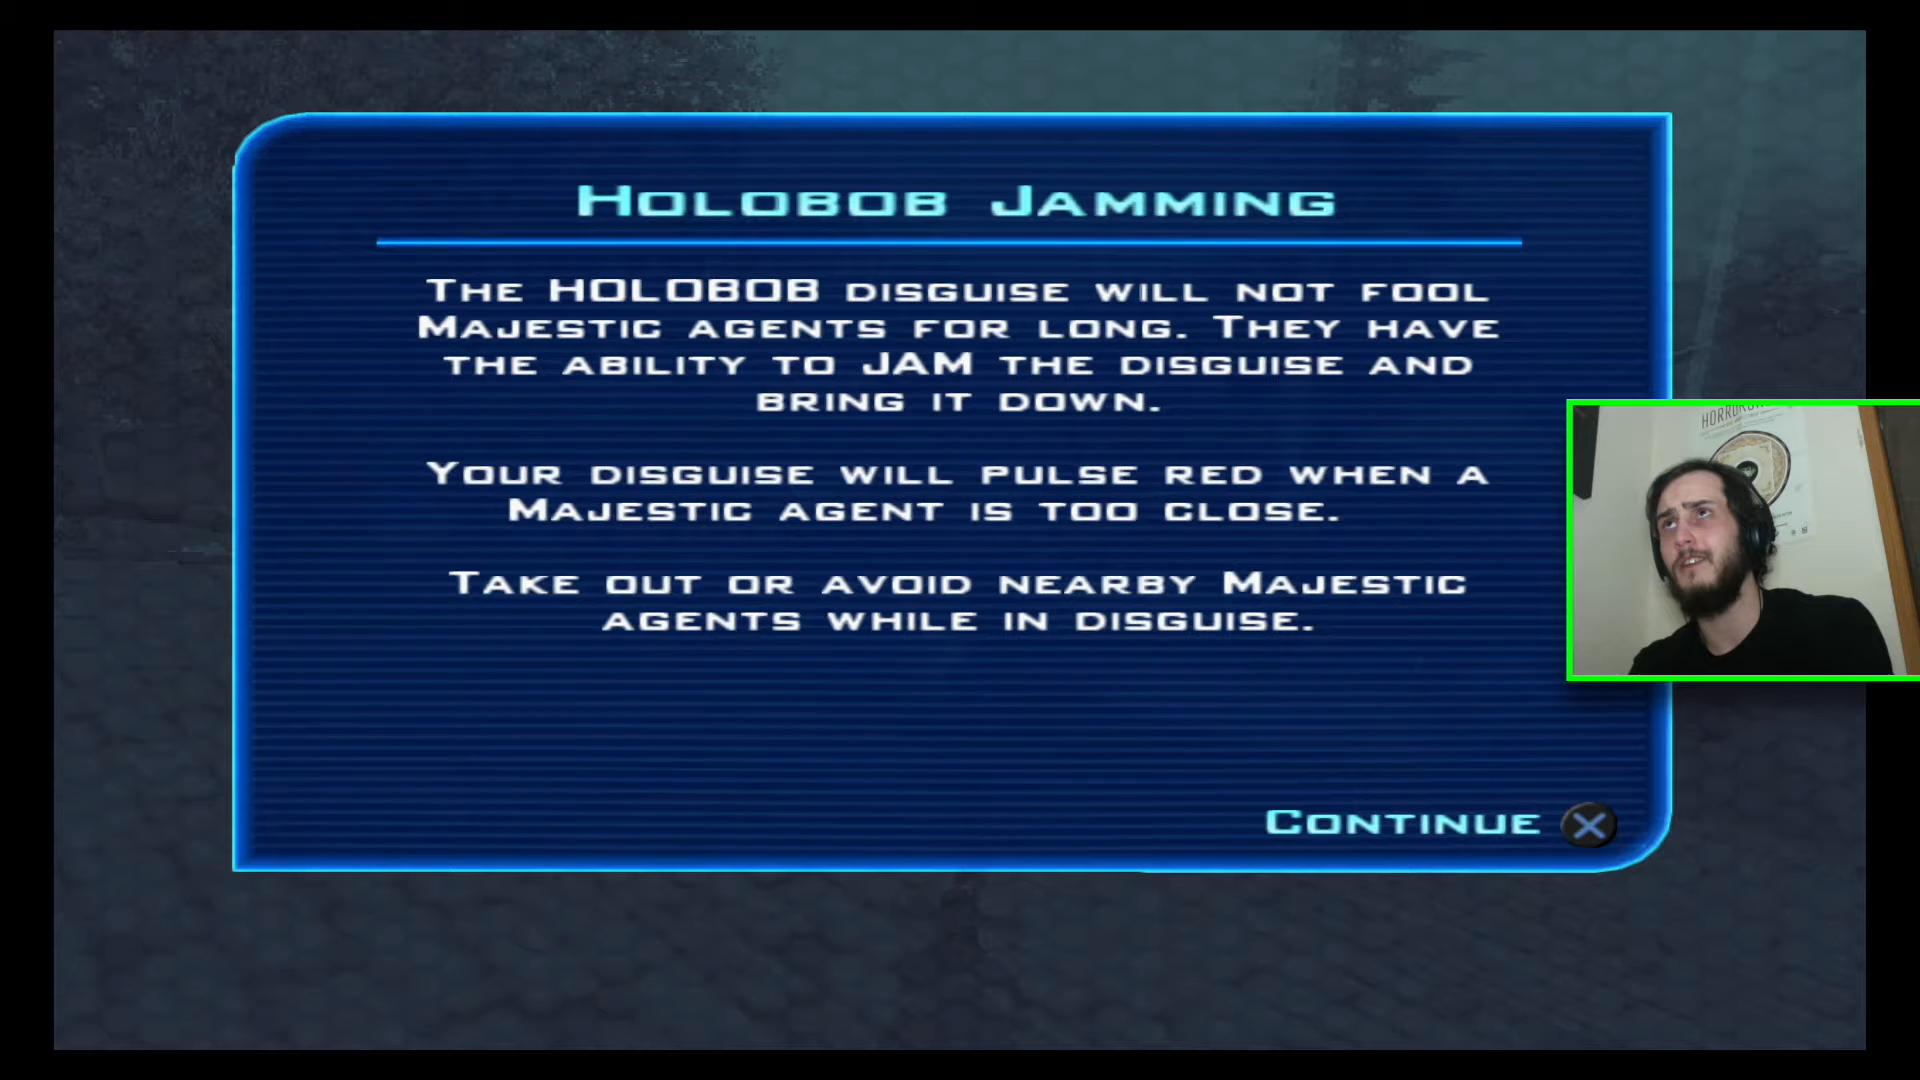 HOLOBOB JAMMING
THE HOLOBOB DISGUISE WILL NOT FOOL
MAJESTIC AGENTS FOR LONG. THEY HAVE
THE ABILITY TO JAM THE DISGUISE AND
BRING IT DOWN.
YOUR DISGUISE WILL PULSE RED WHEN A
MAJESTIC AGENT IS TOO CLOSE.
TAKE OUT OR AVOID NEARBY MAJESTIC
AGENTS WHILE IN DISGUISE.
CONTINUE